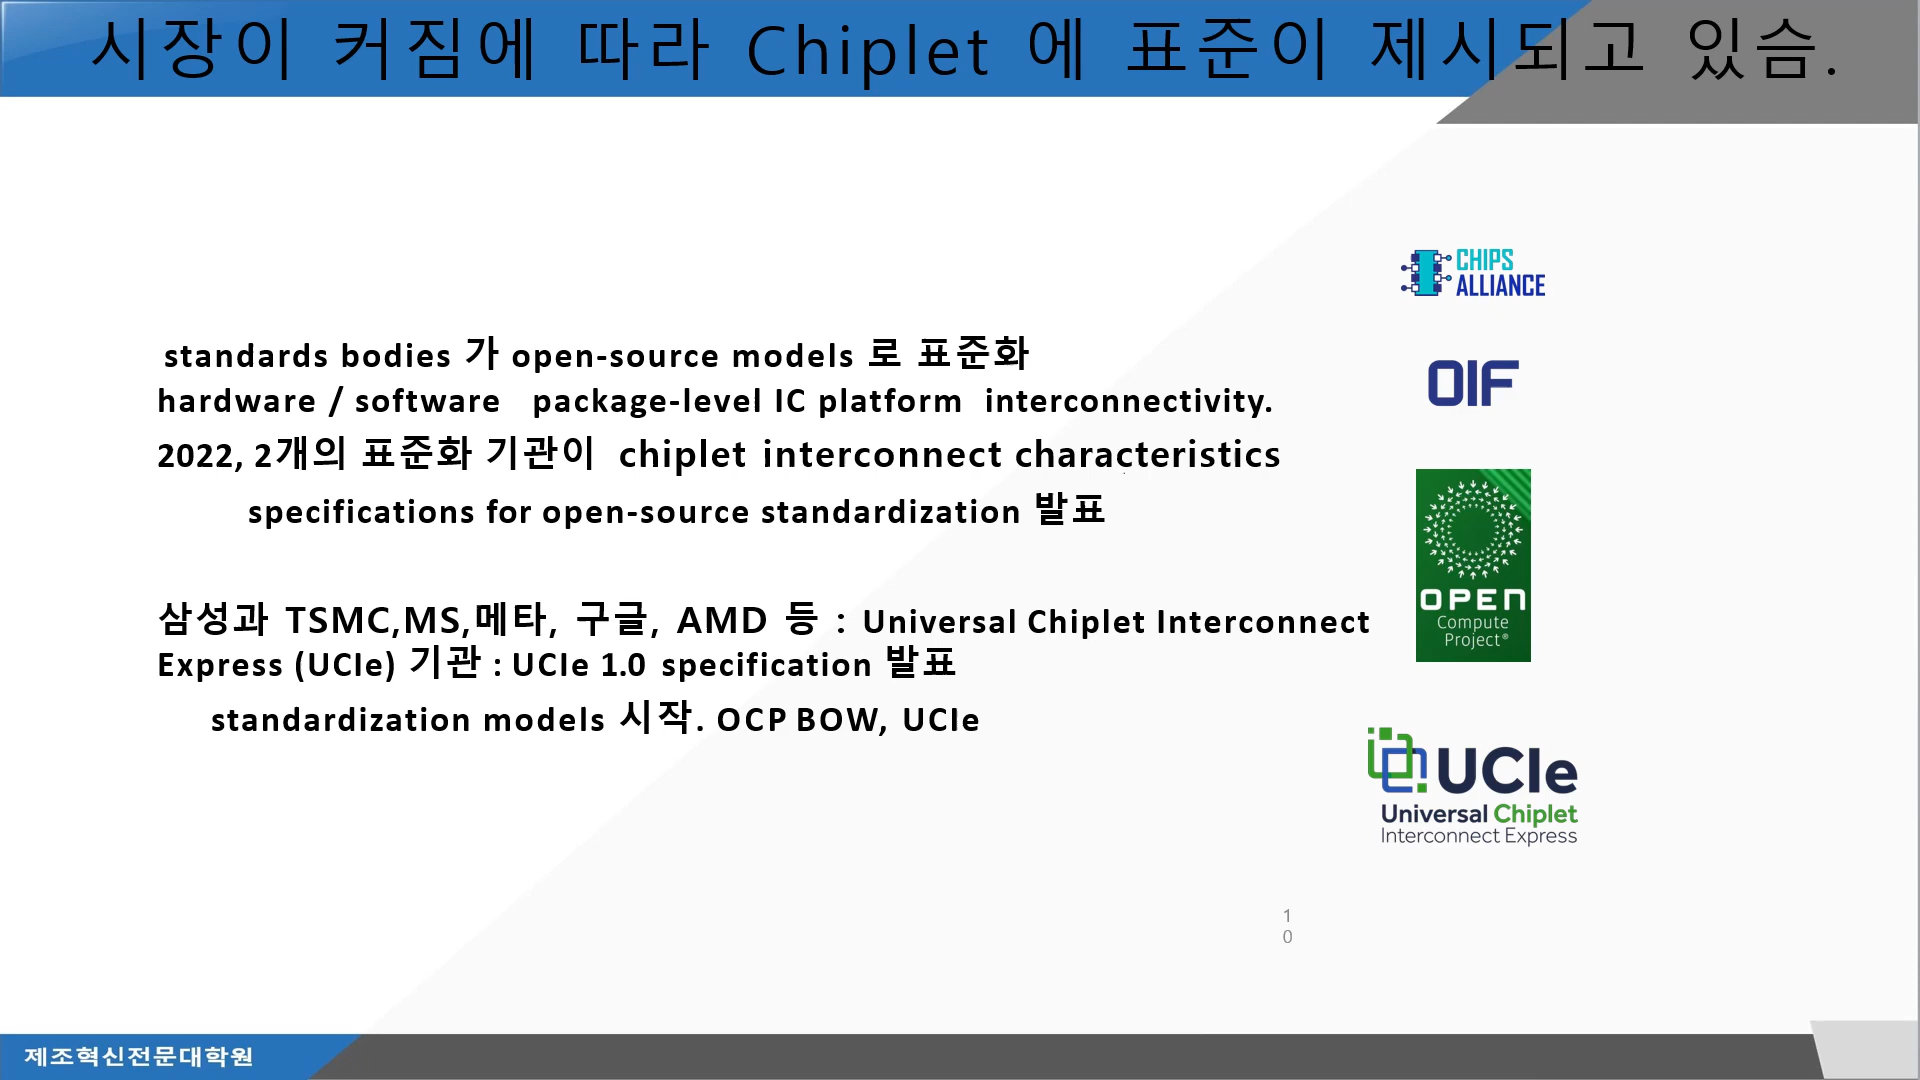 시장이 커짐에 따라 Chiplet 에 표준이 제시되고 있슴.
standards bodies 가 open-source models 로 표준화
hardware / software package-level IC platform interconnectivity.
2022, 2개의 표준화 기관이 chiplet interconnect characteristics
specifications for open-source standardization 발표
삼성과 TSMC,MS,메타, 구글, AMD 등 : Universal Chiplet Interconnect
Express (UCIe) 기관 : UCIe 1.0 specification 발표
standardization models 시작. OCP BOW, UCIe
CHIPS
ALLIANCE
OIF
OPEN
Compute
Project®
UCIe
Universal Chiplet
Interconnect Express
1
0
제조혁신전문대학원